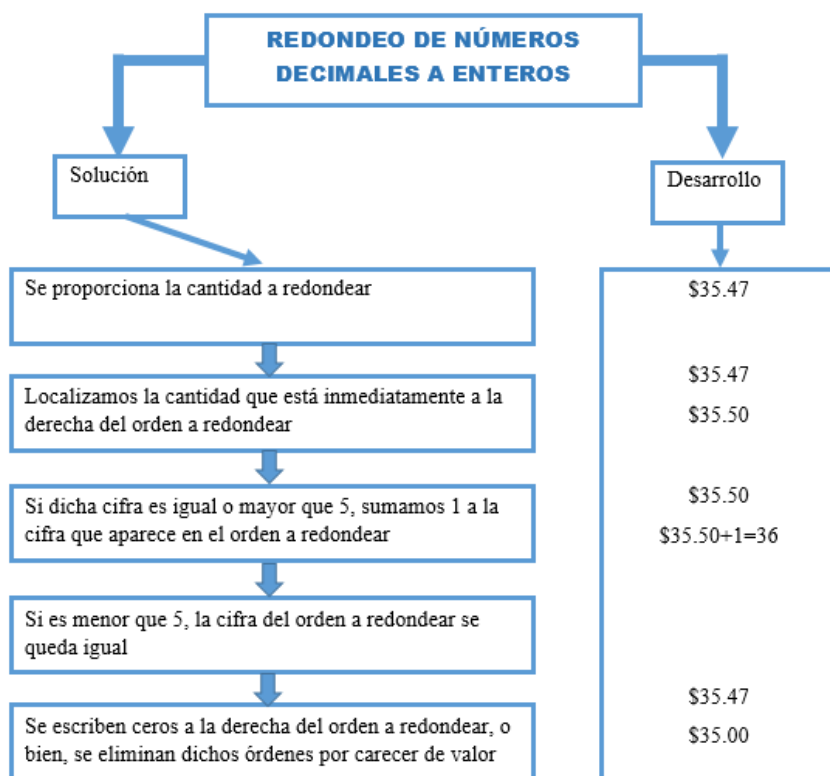 REDONDEO DE NÚMEROS
DECIMALES A ENTEROS
Solución
Desarrollo
Se proporciona la cantidad a redondear
$35.47
Localizamos la cantidad que está inmediatamente a la
derecha del orden a redondear
$35.47
$35.50
Si dicha cifra es igual o mayor que 5, sumamos 1 a la
cifra que aparece en el orden a redondear
$35.50
$35.50+1=36
Si es menor que 5, la cifra del orden a redondear se
queda igual
Se escriben ceros a la derecha del orden a redondear, o
bien, se eliminan dichos órdenes por carecer de valor
$35.47
$35.00